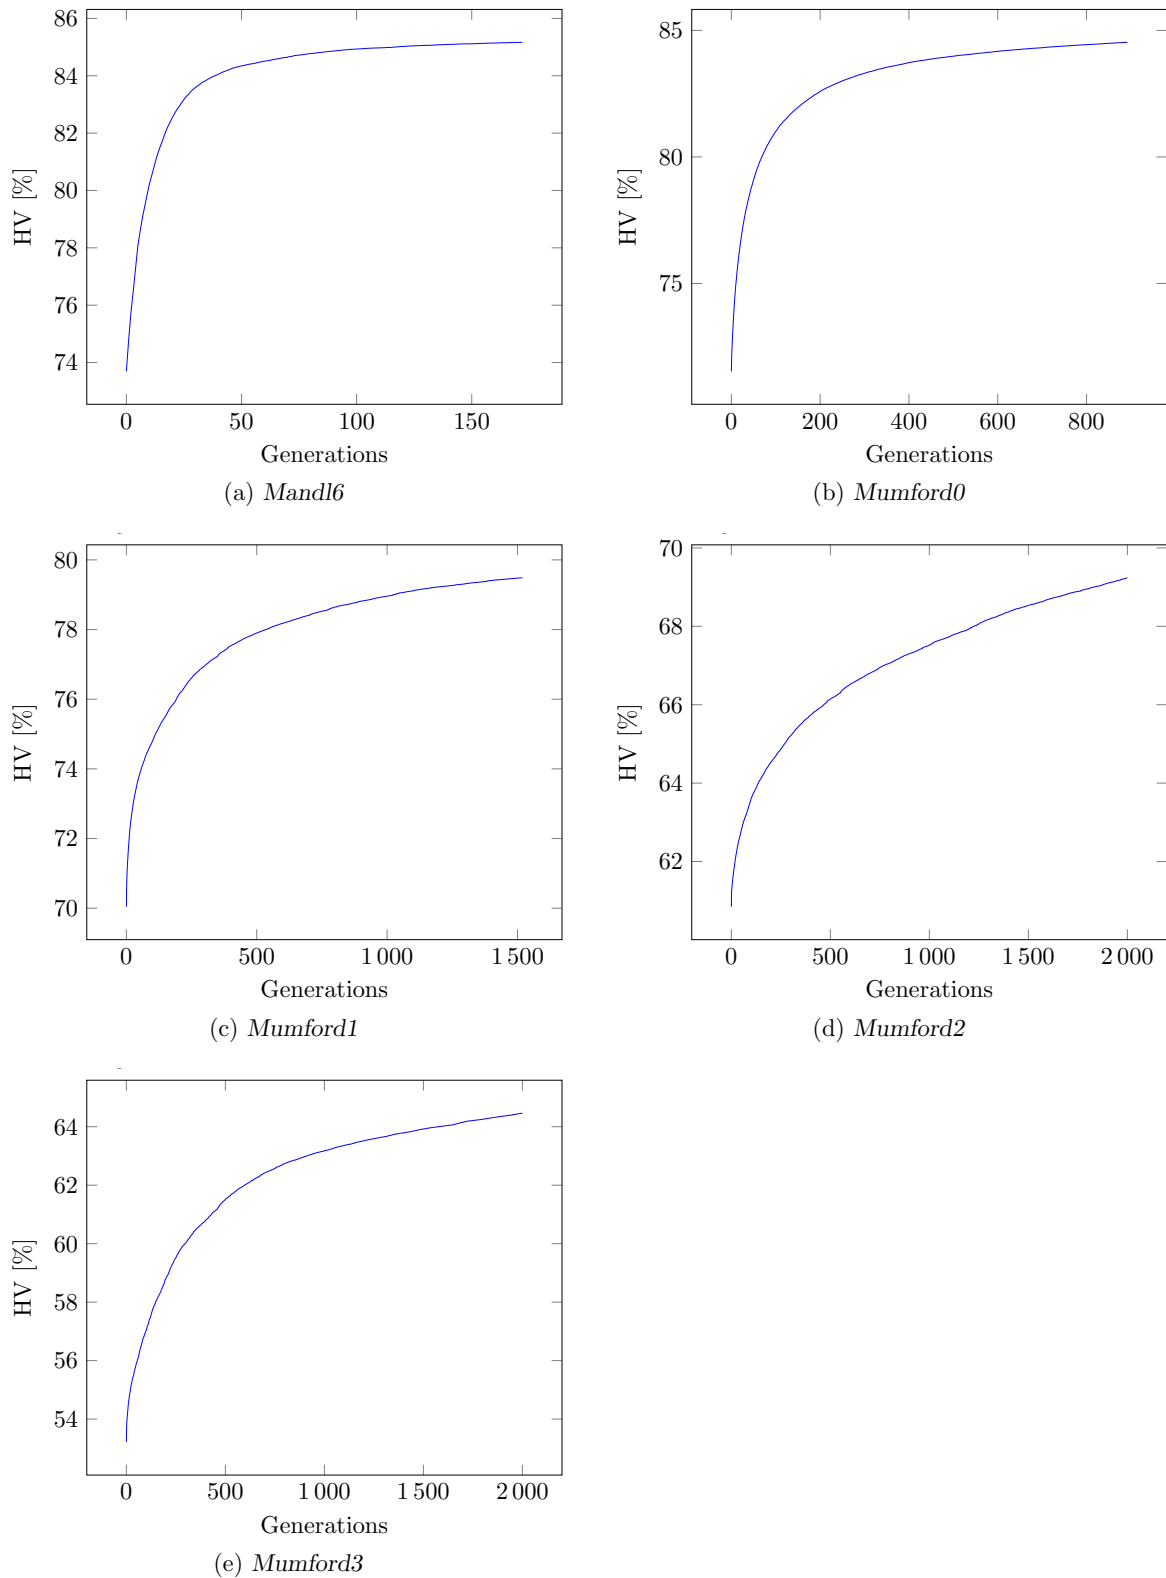 86
84
82
80
78
76
74
HV [%]
0 50 100 150
Generations
(a) Mandl6
85
80
75
HV [%]
0 200 400 600 800
Generations
(b) Mumford0
80
78
76
74
72
70
HV [%]
0 500 1 000 1 500
Generations
(c) Mumford1
70
68
66
64
62
HV [%]
0 500 1 000 1 500 2 000
Generations
(d) Mumford2
64
62
60
58
56
54
HV [%]
0 500 1 000 1 500 2 000
Generations
(e) Mumford3